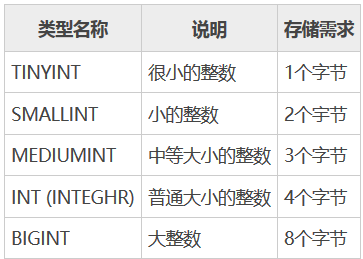 类型名称 说明 存储需求
TINYINT 很小的整数 1个字节
SMALLINT 小的整数 2个宇节
MEDIUMINT 中等大小的整数 3个字节
INT (INTEGHR) 普通大小的整数 4个字节
BIGINT 大整数 8个字节